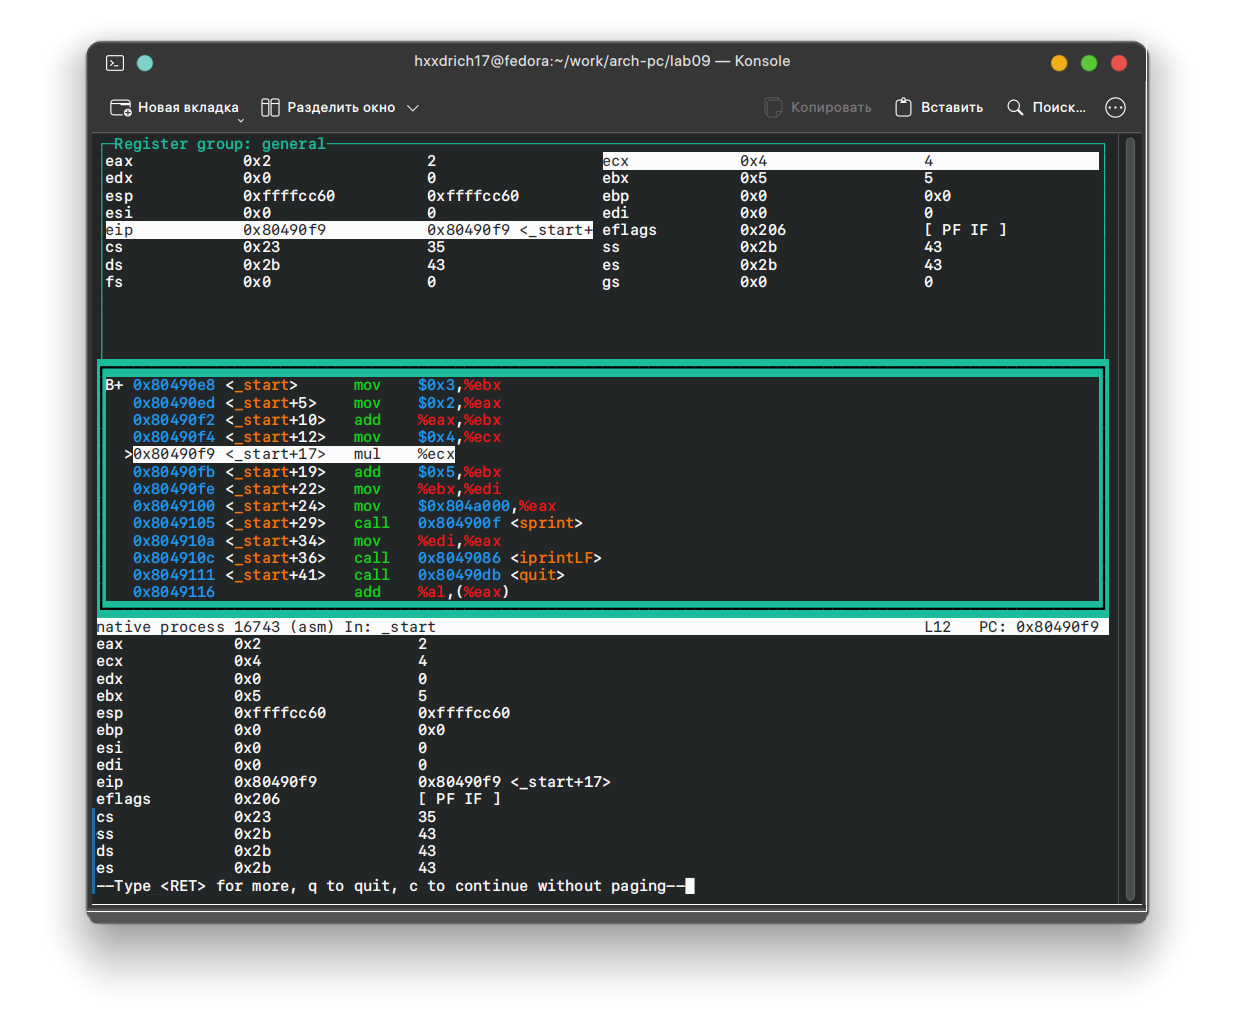 hxxdrich17@fedora:~/work/arch-pc/lab09 — Konsole
Новая вкладка Разделить окно Копировать Вставить Поиск...
Register group: general
eax 0x2 2 ecx 0x4 4
edx 0x0 0 ebx 0x5 5
esp 0xffffcc60 0xffffcc60 ebp 0x0 0x0
esi 0x0 0 edi 0x0 0
eip 0x80490f9 0x80490f9 <_start+ eflags 0x206 [ PF IF ]
cs 0x23 35 ss 0x2b 43
ds 0x2b 43 es 0x2b 43
fs 0x0 0 gs 0x0 0
B+ 0x80490e8 <_start> mov $0x3,%ebx
0x80490ed <_start+5> mov $0x2,%eax
0x80490f2 <_start+10> add %eax,%ebx
0x80490f4 <_start+12> mov $0x4,%ecx
>0x80490f9 <_start+17> mul %ecx
0x80490fb <_start+19> add $0x5,%ebx
0x80490fe <_start+22> mov %ebx,%edi
0x8049100 <_start+24> mov $0x804a000,%eax
0x8049105 <_start+29> call 0x804900f <sprint>
0x804910a <_start+34> mov %edi,%eax
0x804910c <_start+36> call 0x8049086 <iprintLF>
0x8049111 <_start+41> call 0x80490db <quit>
0x8049116 add %al,(%eax)
native process 16743 (asm) In: _start L12 PC: 0x80490f9
eax 0x2 2
ecx 0x4 4
edx 0x0 0
ebx 0x5 5
esp 0xffffcc60 0xffffcc60
ebp 0x0 0x0
esi 0x0 0
edi 0x0 0
eip 0x80490f9 0x80490f9 <_start+17>
eflags 0x206 [ PF IF ]
cs 0x23 35
ss 0x2b 43
ds 0x2b 43
es 0x2b 43
--Type <RET> for more, q to quit, c to continue without paging--